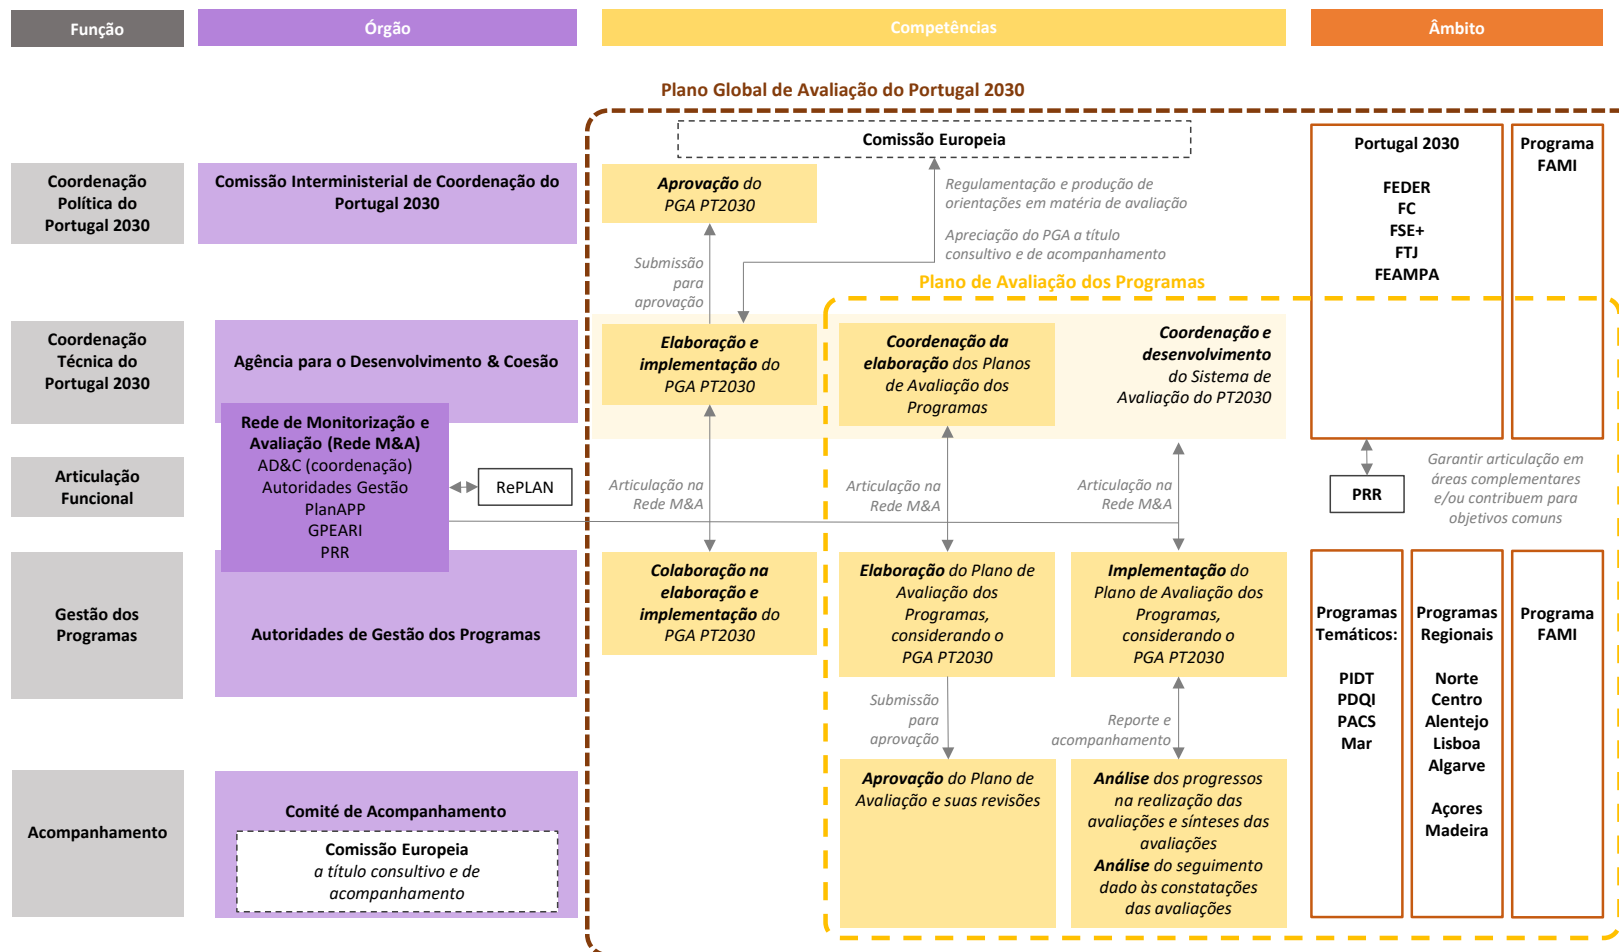 Função
Órgão
Competências
Âmbito
Plano Global de Avaliação do Portugal 2030
Comissão Europeia
Portugal 2030
FEDER
FC
FSE+
FTJ
FEAMPA
Programa
FAMI
Coordenação
Política do
Portugal 2030
Comissão Interministerial de Coordenação do
Portugal 2030
Aprovação do
PGA PT2030
Regulamentação e produção de
orientações em matéria de avaliação
Apreciação do PGA a título
consultivo e de acompanhamento
Submissão
para
aprovação
Plano de Avaliação dos Programas
Coordenação
Técnica do
Portugal 2030
Agência para o Desenvolvimento & Coesão
Elaboração e
implementação do
PGA PT2030
Coordenação da
elaboração dos Planos
de Avaliação dos
Programas
Coordenação e
desenvolvimento
do Sistema de
Avaliação do PT2030
Articulação
Funcional
Rede de Monitorização e
Avaliação (Rede M&A)
AD&C (coordenação)
Autoridades Gestão
PlanAPP
GPEARI
PRR
RePLAN
Articulação na
Rede M&A
Articulação na
Rede M&A
Articulação na
Rede M&A
PRR
Garantir articulação em
áreas complementares
e/ou contribuem para
objetivos comuns
Gestão dos
Programas
Autoridades de Gestão dos Programas
Colaboração na
elaboração e
implementação do
PGA PT2030
Elaboração do Plano de
Avaliação dos
Programas,
considerando o
PGA PT2030
Implementação do
Plano de Avaliação dos
Programas,
considerando o
PGA PT2030
Programas
Temáticos:
PIDT
PDQI
PACS
Mar
Programas
Regionais
Norte
Centro
Alentejo
Lisboa
Algarve
Açores
Madeira
Programa
FAMI
Submissão
para
aprovação
Reporte e
acompanhamento
Acompanhamento
Comité de Acompanhamento
Comissão Europeia
a título consultivo e de
acompanhamento
Aprovação do Plano de
Avaliação e suas revisões
Análise dos progressos
na realização das
avaliações e sínteses das
avaliações
Análise do seguimento
dado às constatações
das avaliações